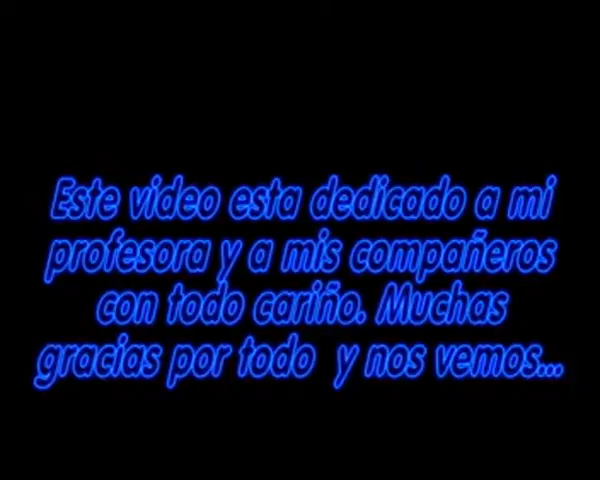 Este video esta dedicado a mi
profesora y a mis compañeros
con todo cariño. Muchas
gracias por todo y nos vemos...